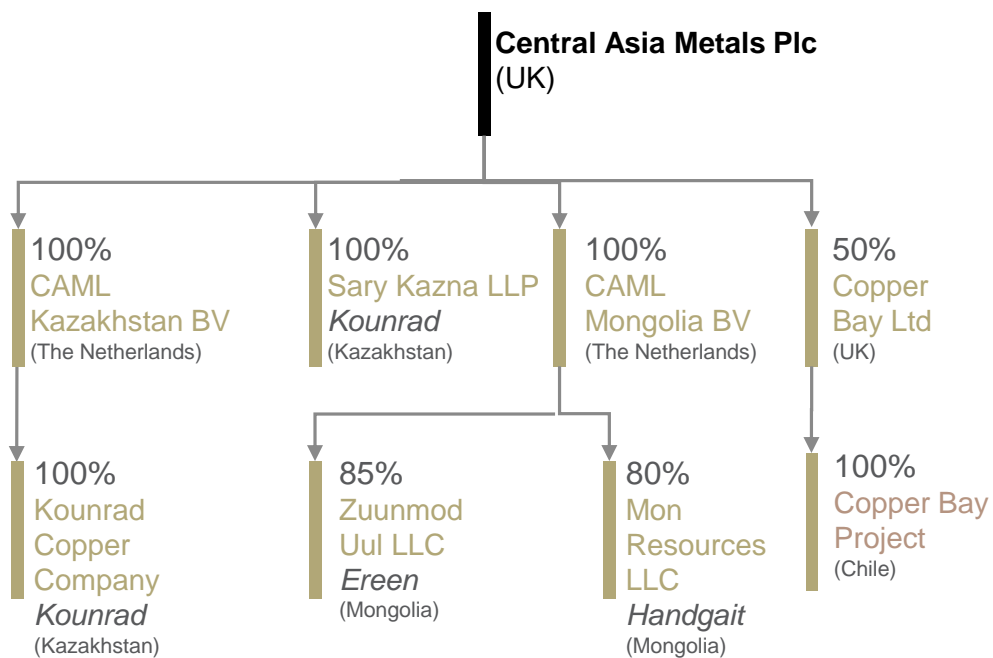 Central Asia Metals Plc
(UK)
100%
CAML
Kazakhstan BV
(The Netherlands)
100%
Sary Kazna LLP
Kounrad
(Kazakhstan)
100%
CAML
Mongolia BV
(The Netherlands)
50%
Copper
Bay Ltd
(UK)
100%
Kounrad
Copper
Company
Kounrad
(Kazakhstan)
85%
Zuunmod
Uul LLC
Ereen
(Mongolia)
80%
Mon
Resources
LLC
Handgait
(Mongolia)
100%
Copper Bay
Project
(Chile)